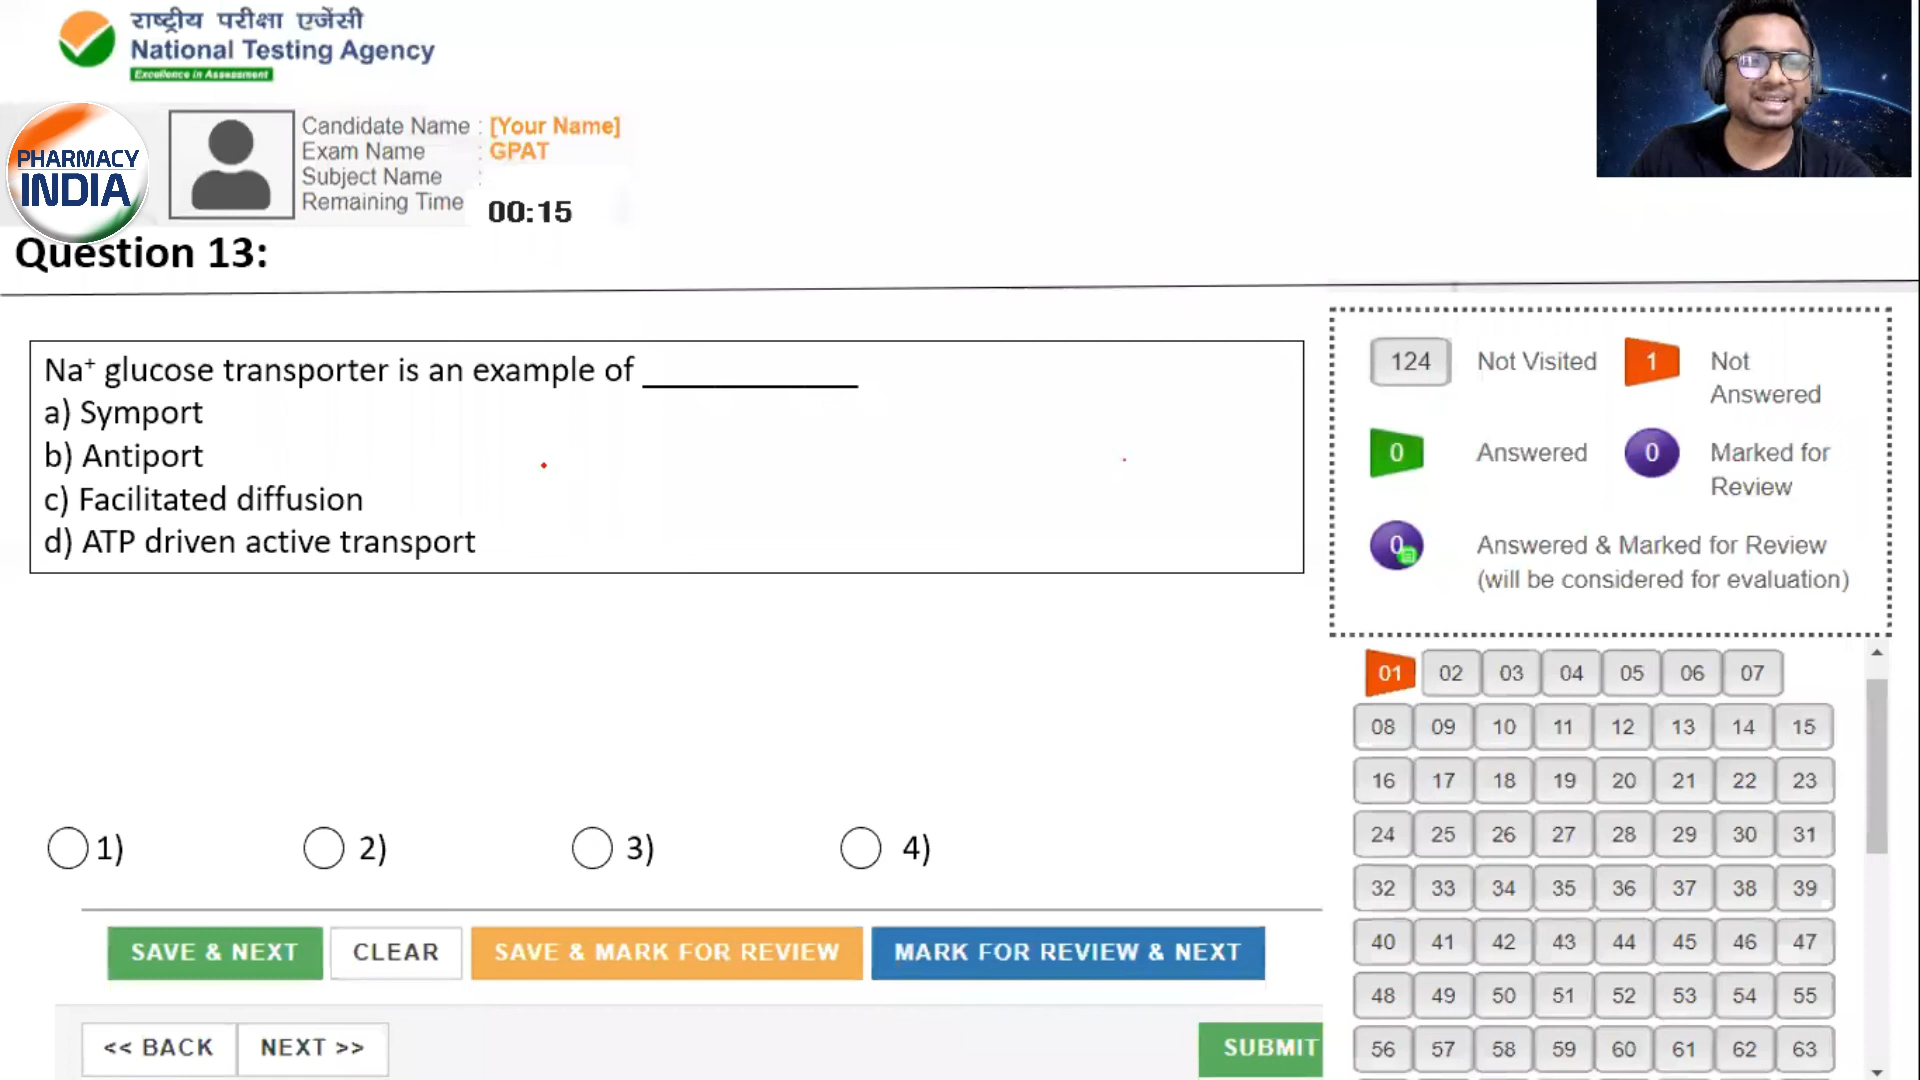 राष्ट्रीय परीक्षा एजेंसी
National Testing Agency
Excellence in Assessment
PHARMACY
INDIA
Candidate Name : [Your Name]
Exam Name : GPAT
Subject Name :
Remaining Time 00:15
Question 13:
Na⁺ glucose transporter is an example of ____________
a) Symport
b) Antiport
c) Facilitated diffusion
d) ATP driven active transport
1) 2) 3) 4)
SAVE & NEXT CLEAR SAVE & MARK FOR REVIEW MARK FOR REVIEW & NEXT
<< BACK NEXT >> SUBMIT
124 Not Visited 1 Not
Answered
0 Answered 0 Marked for
Review
0 Answered & Marked for Review
(will be considered for evaluation)
01 02 03 04 05 06 07
08 09 10 11 12 13 14 15
16 17 18 19 20 21 22 23
24 25 26 27 28 29 30 31
32 33 34 35 36 37 38 39
40 41 42 43 44 45 46 47
48 49 50 51 52 53 54 55
56 57 58 59 60 61 62 63